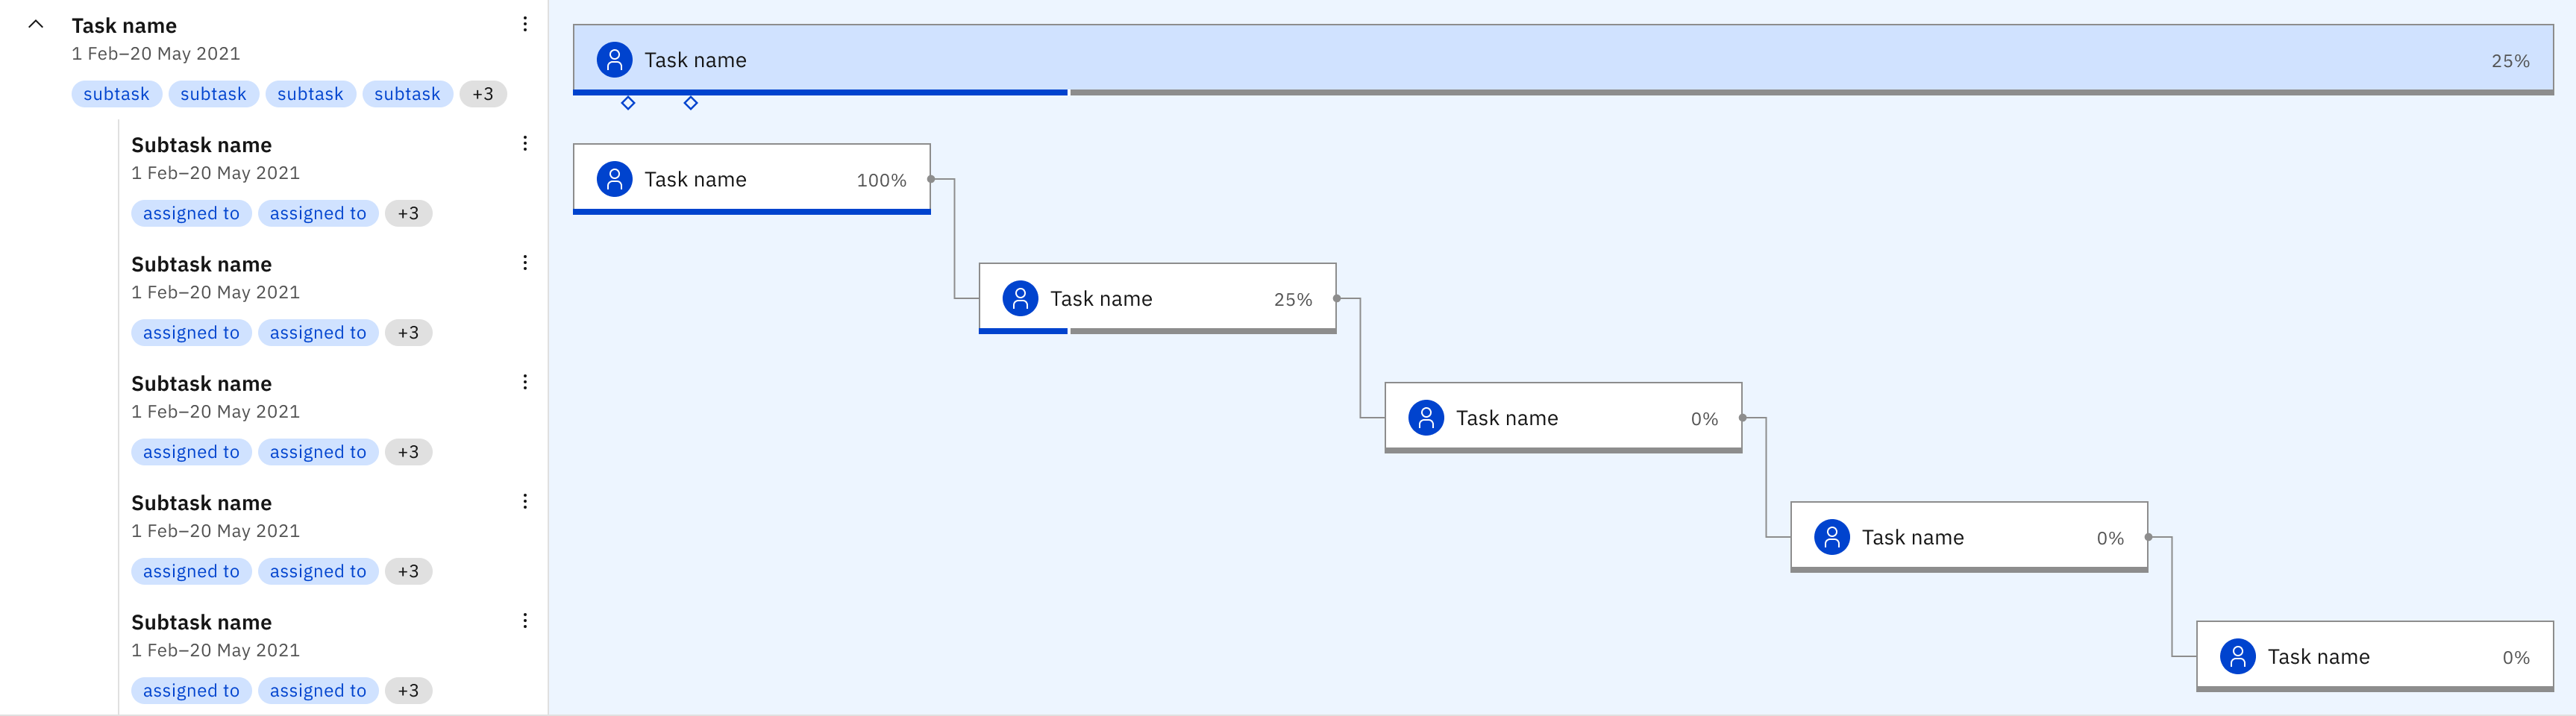 Task name
1 Feb–20 May 2021
subtask subtask subtask subtask +3
Task name 25%
Subtask name
1 Feb–20 May 2021
assigned to assigned to +3
Task name 100%
Subtask name
1 Feb–20 May 2021
assigned to assigned to +3
Task name 25%
Subtask name
1 Feb–20 May 2021
assigned to assigned to +3
Task name 0%
Subtask name
1 Feb–20 May 2021
assigned to assigned to +3
Task name 0%
Subtask name
1 Feb–20 May 2021
assigned to assigned to +3
Task name 0%